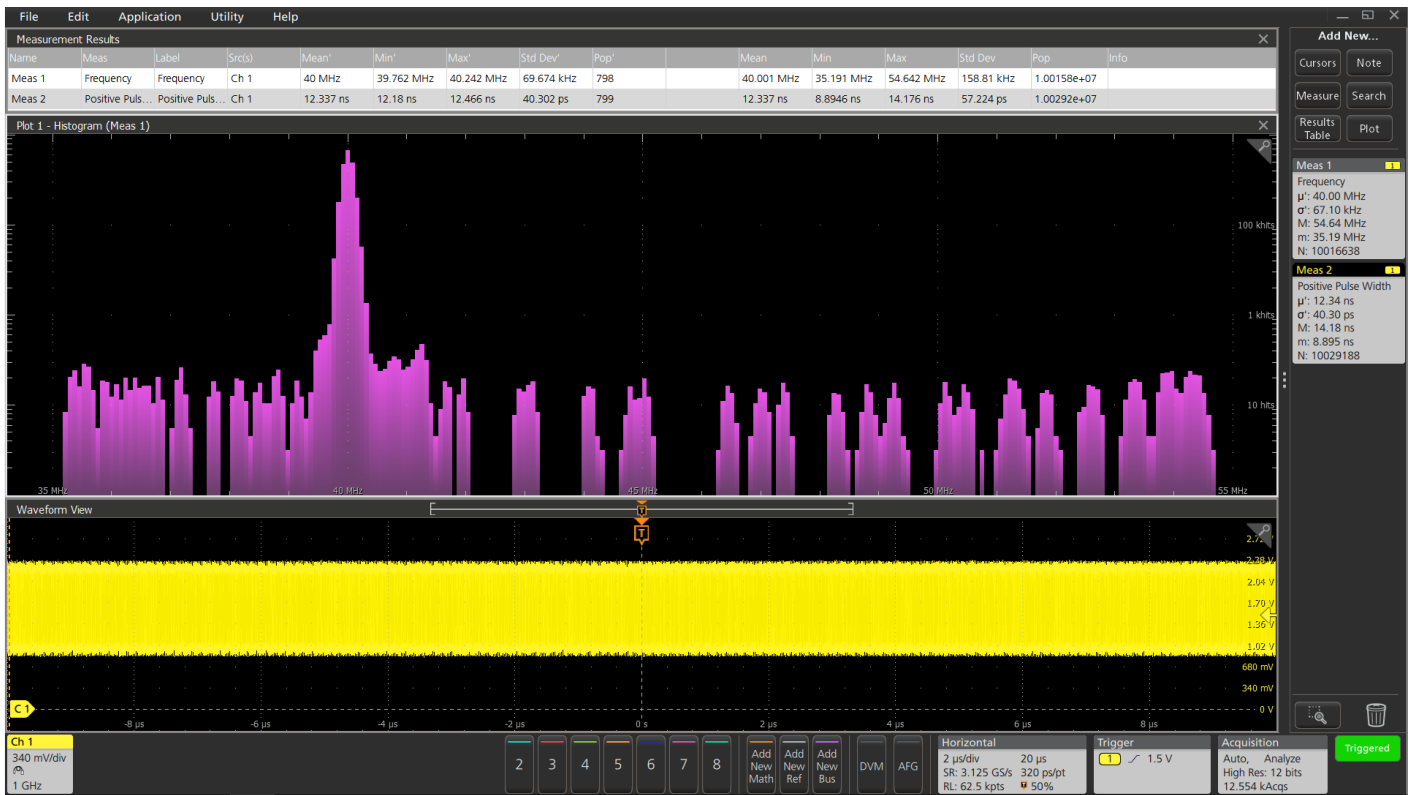 File Edit Application Utility Help
Measurement Results
Name Meas Label Src(s) Mean' Min' Max' Std Dev' Pop' Mean Min Max Std Dev Pop Info
Meas 1 Frequency Frequency Ch 1 40 MHz 39.762 MHz 40.242 MHz 69.674 kHz 798 40.001 MHz 35.191 MHz 54.642 MHz 158.81 kHz 1.00158e+07
Meas 2 Positive Puls... Positive Puls... Ch 1 12.337 ns 12.18 ns 12.466 ns 40.302 ps 799 12.337 ns 8.8946 ns 14.176 ns 57.224 ps 1.00292e+07
Plot 1 - Histogram (Meas 1)
100 khits
1 khits
10 hits
35 MHz 40 MHz 45 MHz 50 MHz 55 MHz
Waveform View
T
T
2.38 V
2.04 V
1.70 V
1.36 V
1.02 V
680 mV
340 mV
0 V
C 1
-8 µs -6 µs -4 µs -2 µs 0 s 2 µs 4 µs 6 µs 8 µs
Add New...
Cursors Note
Measure Search
Results
Table
Plot
Meas 1 1
Frequency
µ': 40.00 MHz
σ': 67.10 kHz
M: 54.64 MHz
m: 35.19 MHz
N: 10016638
Meas 2 1
Positive Pulse Width
µ': 12.34 ns
σ': 40.30 ps
M: 14.18 ns
m: 8.895 ns
N: 10029188
Ch 1
340 mV/div
1 GHz
2 3 4 5 6 7 8
Add
New
Math
Add
New
Ref
Add
New
Bus
DVM AFG
Horizontal
2 µs/div 20 µs
SR: 3.125 GS/s 320 ps/pt
RL: 62.5 kpts 50%
Trigger
1 1.5 V
Acquisition
Auto, Analyze
High Res: 12 bits
12.554 kAcqs
Triggered